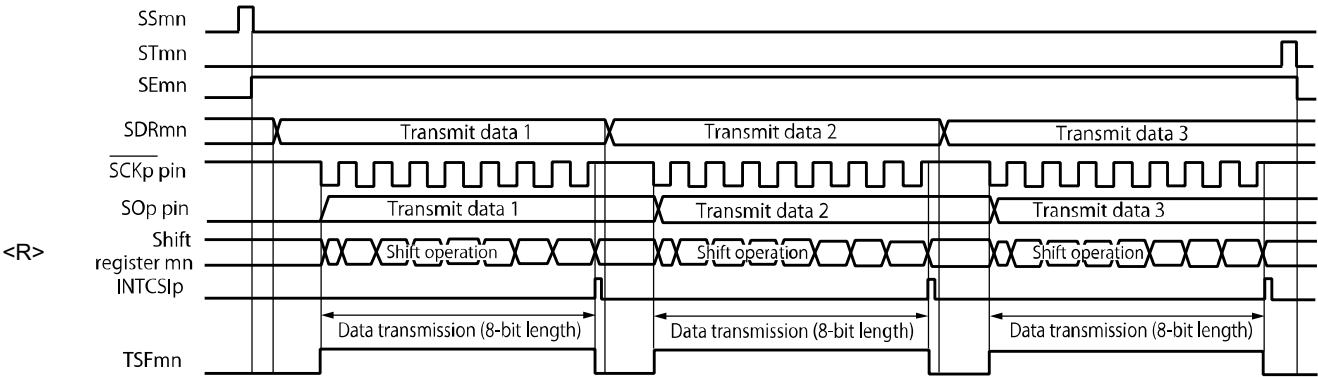 SSmn
STmn
SEmn
SDRmn Transmit data 1 Transmit data 2 Transmit data 3
SCKp pin
SOp pin Transmit data 1 Transmit data 2 Transmit data 3
<R> Shift register mn Shift operation Shift operation Shift operation
INTCSIp
Data transmission (8-bit length) Data transmission (8-bit length) Data transmission (8-bit length)
TSFmn